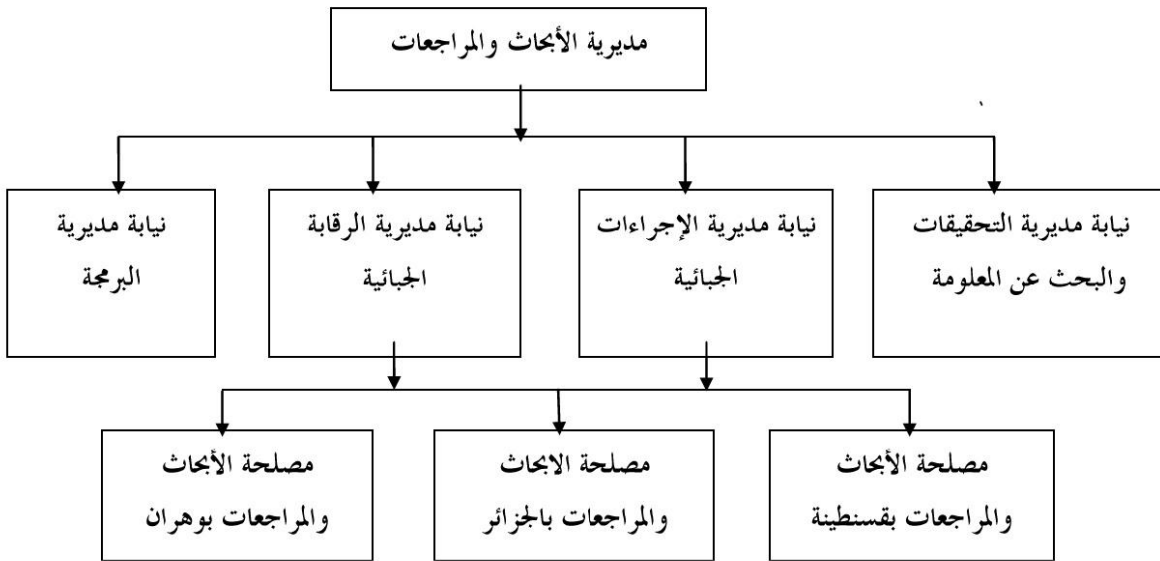 مديرية الأبحاث والمراجعات
نيابة مديرية التحقيقات
والبحث عن المعلومة
نيابة مديرية الإجراءات
الجبائية
نيابة مديرية الرقابة
الجبائية
نيابة مديرية
البرمجة
مصلحة الأبحاث
والمراجعات بقسنطينة
مصلحة الابحاث
والمراجعات بالجزائر
مصلحة الأبحاث
والمراجعات بوهران